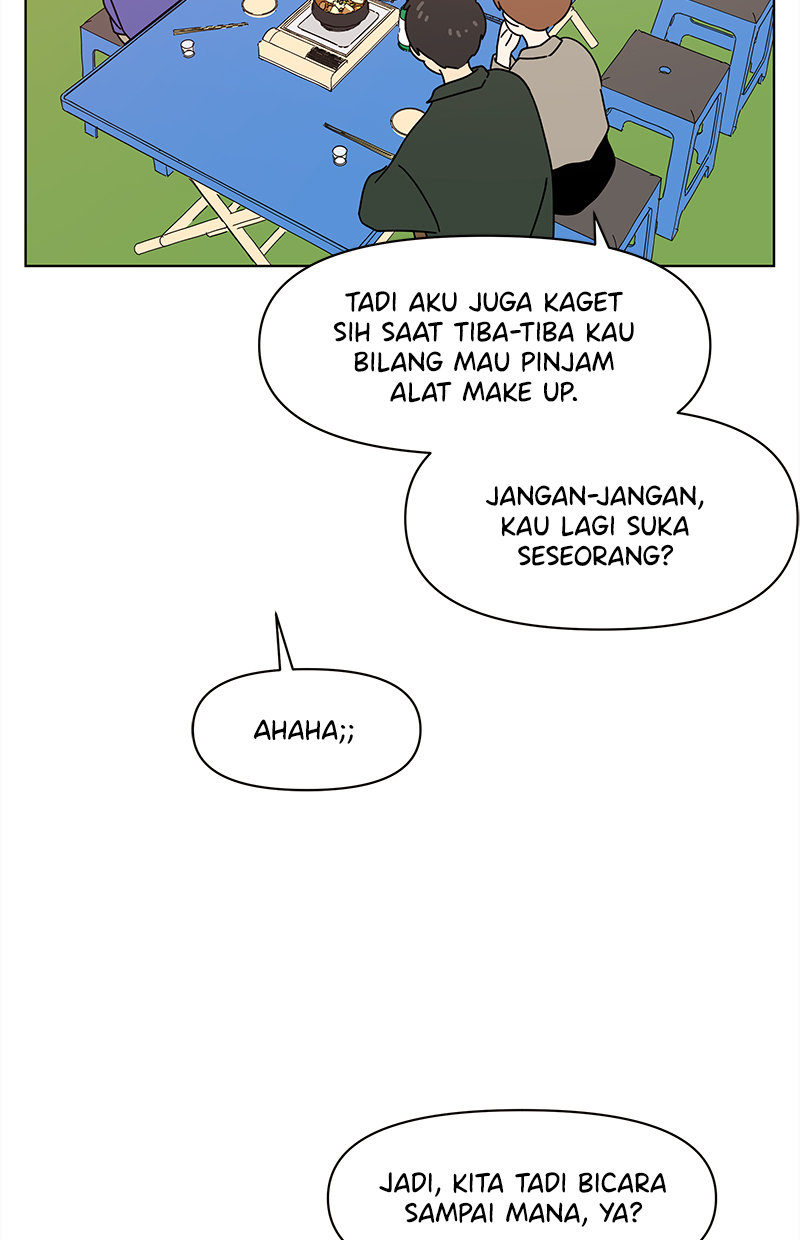 TADI AKU JUGA KAGET
SIH SAAT TIBA-TIBA KAU
BILANG MAU PINJAM
ALAT MAKE UP.
JANGAN-JANGAN,
KAU LAGI SUKA
SESEORANG?
AHAHA;;
JADI, KITA TADI BICARA
SAMPAI MANA, YA?